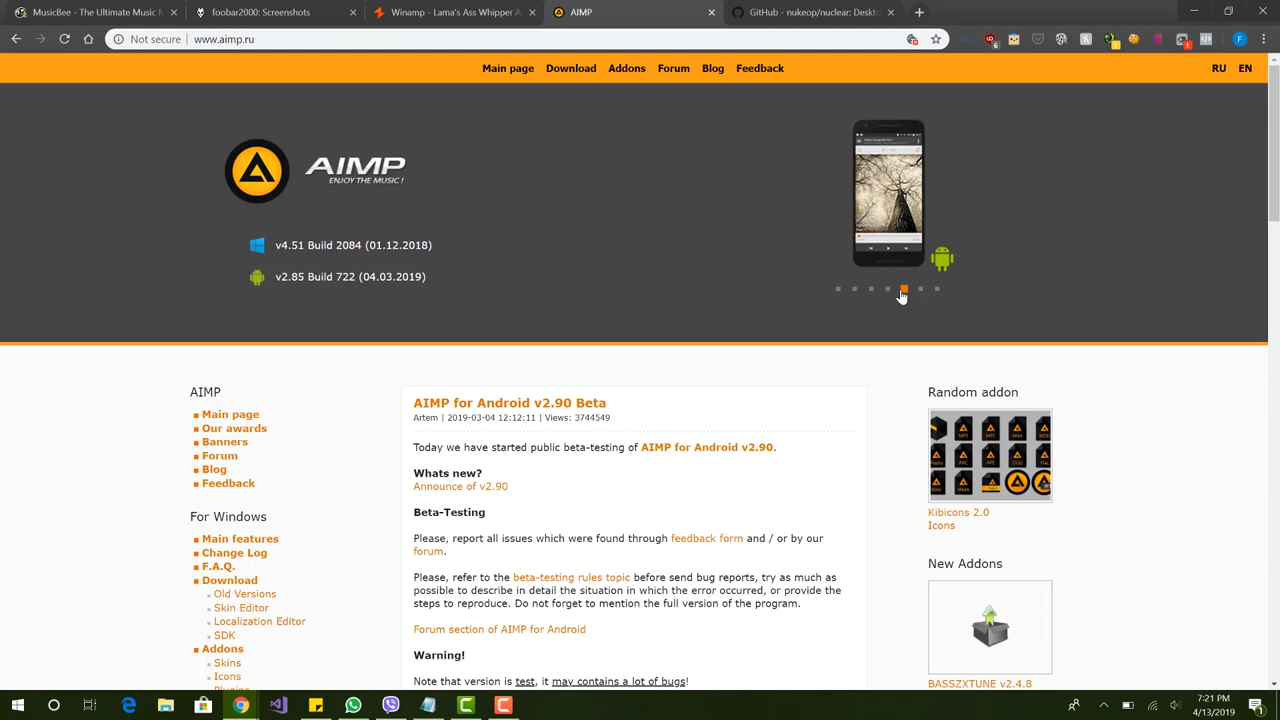 MusicBee - The Ultimate Music M
foobar2000: Screenshots
Winamp - Lama's Ass Whipper A
AIMP
GitHub - nukeop/nuclear: Deskto
Not secure
www.aimp.ru
Main page
Download
Addons
Forum
Blog
Feedback
RU
EN
AIMP
ENJOY THE MUSIC!
v4.51 Build 2084 (01.12.2018)
v2.85 Build 722 (04.03.2019)
AIMP
Main page
Our awards
Banners
Forum
Blog
Feedback
For Windows
Main features
Change Log
F.A.Q.
Download
Old Versions
Skin Editor
Localization Editor
SDK
Addons
Skins
Icons
AIMP for Android v2.90 Beta
Artem | 2019-03-04 12:12:11 | Views: 3744549
Today we have started public beta-testing of AIMP for Android v2.90.
Whats new?
Announce of v2.90
Beta-Testing
Please, report all issues which were found through feedback form and / or by our
forum.
Please, refer to the beta-testing rules topic before send bug reports, try as much as
possible to describe in detail the situation in which the error occurred, or provide the
steps to reproduce. Do not forget to mention the full version of the program.
Forum section of AIMP for Android
Warning!
Note that version is test, it may contains a lot of bugs!
Random addon
Kibicons 2.0
Icons
New Addons
BASSZXTUNE v2.4.8
7:21 PM
4/13/2019